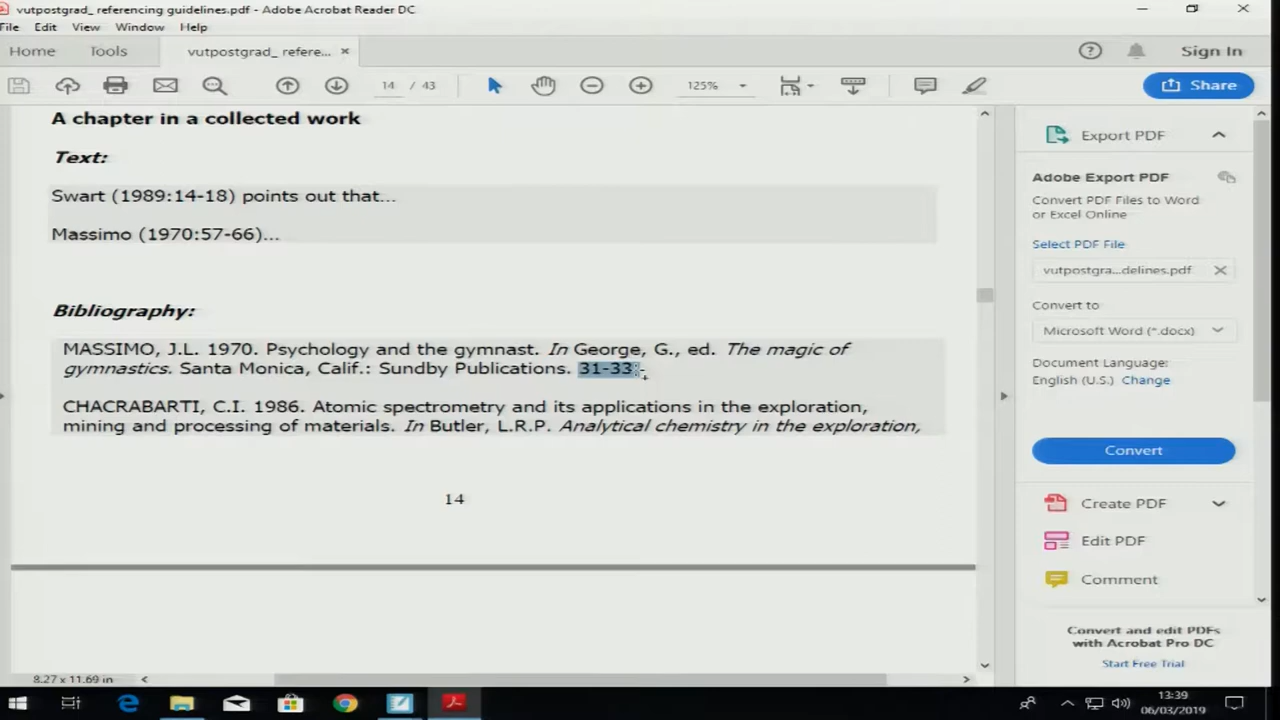 vutpostgrad_ referencing guidelines.pdf - Adobe Acrobat Reader DC
File Edit View Window Help
Home Tools vutpostgrad_ refere... ×
Sign In
14 / 43 125% Share
A chapter in a collected work
Text:
Swart (1989:14-18) points out that...
Massimo (1970:57-66)...
Bibliography:
MASSIMO, J.L. 1970. Psychology and the gymnast. In George, G., ed. The magic of
gymnastics. Santa Monica, Calif.: Sundby Publications. 31-33.
CHACRABARTI, C.I. 1986. Atomic spectrometry and its applications in the exploration,
mining and processing of materials. In Butler, L.R.P. Analytical chemistry in the exploration,
14
8.27 x 11.69 in
Export PDF
Adobe Export PDF
Convert PDF Files to Word
or Excel Online
Select PDF File
vutpostgra...delines.pdf
Convert to
Microsoft Word (*.docx)
Document Language:
English (U.S.) Change
Convert
Create PDF
Edit PDF
Comment
Convert and edit PDFs
with Acrobat Pro DC
Start Free Trial
13:39
06/03/2019